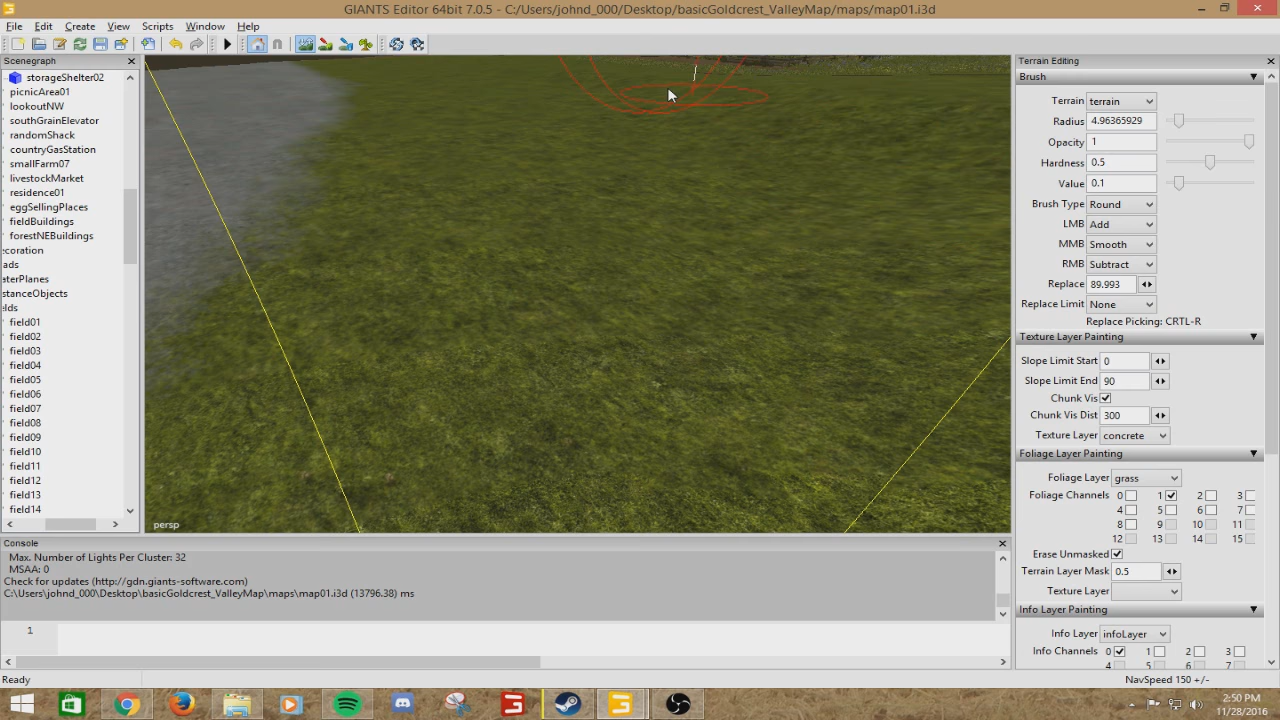 GIANTS Editor 64bit 7.0.5 - C:/Users/johnd_000/Desktop/basicGoldcrest_ValleyMap/maps/map01.i3d
File Edit Create View Scripts Window Help
Scenegraph
storageShelter02
picnicArea01
lookoutNW
southGrainElevator
randomShack
countryGasStation
smallFarm07
livestockMarket
residence01
eggSellingPlaces
fieldBuildings
forestNEBuildings
coration
ads
aterPlanes
stanceObjects
elds
field01
field02
field03
field04
field05
field06
field07
field08
field09
field10
field11
field12
field13
field14
persp
Terrain Editing
Brush
Terrain terrain
Radius 4.96365929
Opacity 1
Hardness 0.5
Value 0.1
Brush Type Round
LMB Add
MMB Smooth
RMB Subtract
Replace 89.993
Replace Limit None
Replace Picking: CRTL-R
Texture Layer Painting
Slope Limit Start 0
Slope Limit End 90
Chunk Vis
Chunk Vis Dist 300
Texture Layer concrete
Foliage Layer Painting
Foliage Layer grass
Foliage Channels 0 1 2 3
4 5 6 7
8 9 10 11
12 13 14 15
Erase Unmasked
Terrain Layer Mask 0.5
Texture Layer
Info Layer Painting
Info Layer infoLayer
Info Channels 0 1 2 3
4 5 6 7
Console
Max. Number of Lights Per Cluster: 32
MSAA: 0
Check for updates (http://gdn.giants-software.com)
C:\Users\johnd_000\Desktop\basicGoldcrest_ValleyMap\maps\map01.i3d (13796.38) ms
1
Ready
NavSpeed 150 +/-
2:50 PM
11/28/2016